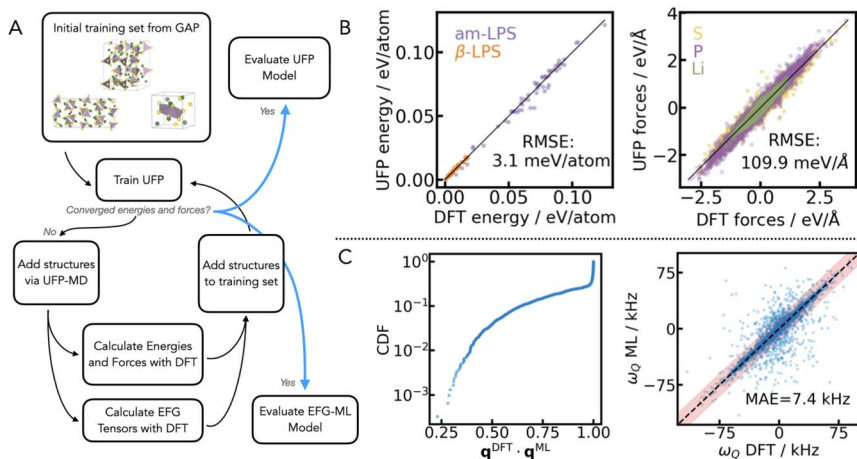 A
Initial training set from GAP
Evaluate UFP
Model
Yes
Train UFP
Converged energies and forces?
No
Add structures
via UFP-MD
Add structures
to training set
Calculate Energies
and Forces with DFT
Calculate EFG
Tensors with DFT
Yes
Evaluate EFG-ML
Model
B
UFP energy / eV/atom
0.10
0.05
0.00
am-LPS
β-LPS
RMSE:
3.1 meV/atom
0.00 0.05 0.10
DFT energy / eV/atom
UFP forces / eV/Å
2
0
−2
S
P
Li
RMSE:
109.9 meV/Å
−2.5 0.0 2.5
DFT forces / eV/Å
C
CDF
10⁰
10⁻¹
10⁻²
10⁻³
0.25 0.50 0.75 1.00
q^DFT · q^ML
ω_Q ML / kHz
75
0
−75
MAE=7.4 kHz
−75 0 75
ω_Q DFT / kHz